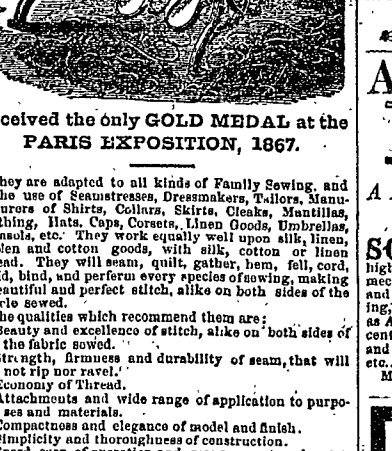 ceived the only GOLD MEDAL at the
PARIS EXPOSITION, 1867.
hey are adapted to all kinds of Family Sewing, and
he use of Seamstresses, Dressmakers, Tailors, Manu-
urers of Shirts, Collars, Skirts, Cloaks, Mantillas,
thing, Hats, Caps, Corsets, Linen Goods, Umbrellas,
asols, etc. They work equally well upon silk, linen,
len and cotton goods, with silk, cotton or linen
ead. They will seam, quilt, gather, hem, fell, cord,
id, bind, and perferm every species of sewing, making
eautiful and perfect stitch, alike on both sides of the
rle sewed.
he qualities which recommend them are:
Beauty and excellence of stitch, alike on both sides of
the fabric sowed.
Strength, firmness and durability of seam, that will
not rip nor ravel.
Economy of Thread.
Attachments and wide range of application to purpo-
ses and materials.
Compactness and elegance of model and finish.
Simplicity and thoroughness of construction.
A
A
SO
high
mec
and
ing,
as A
cent
and
etc.
M